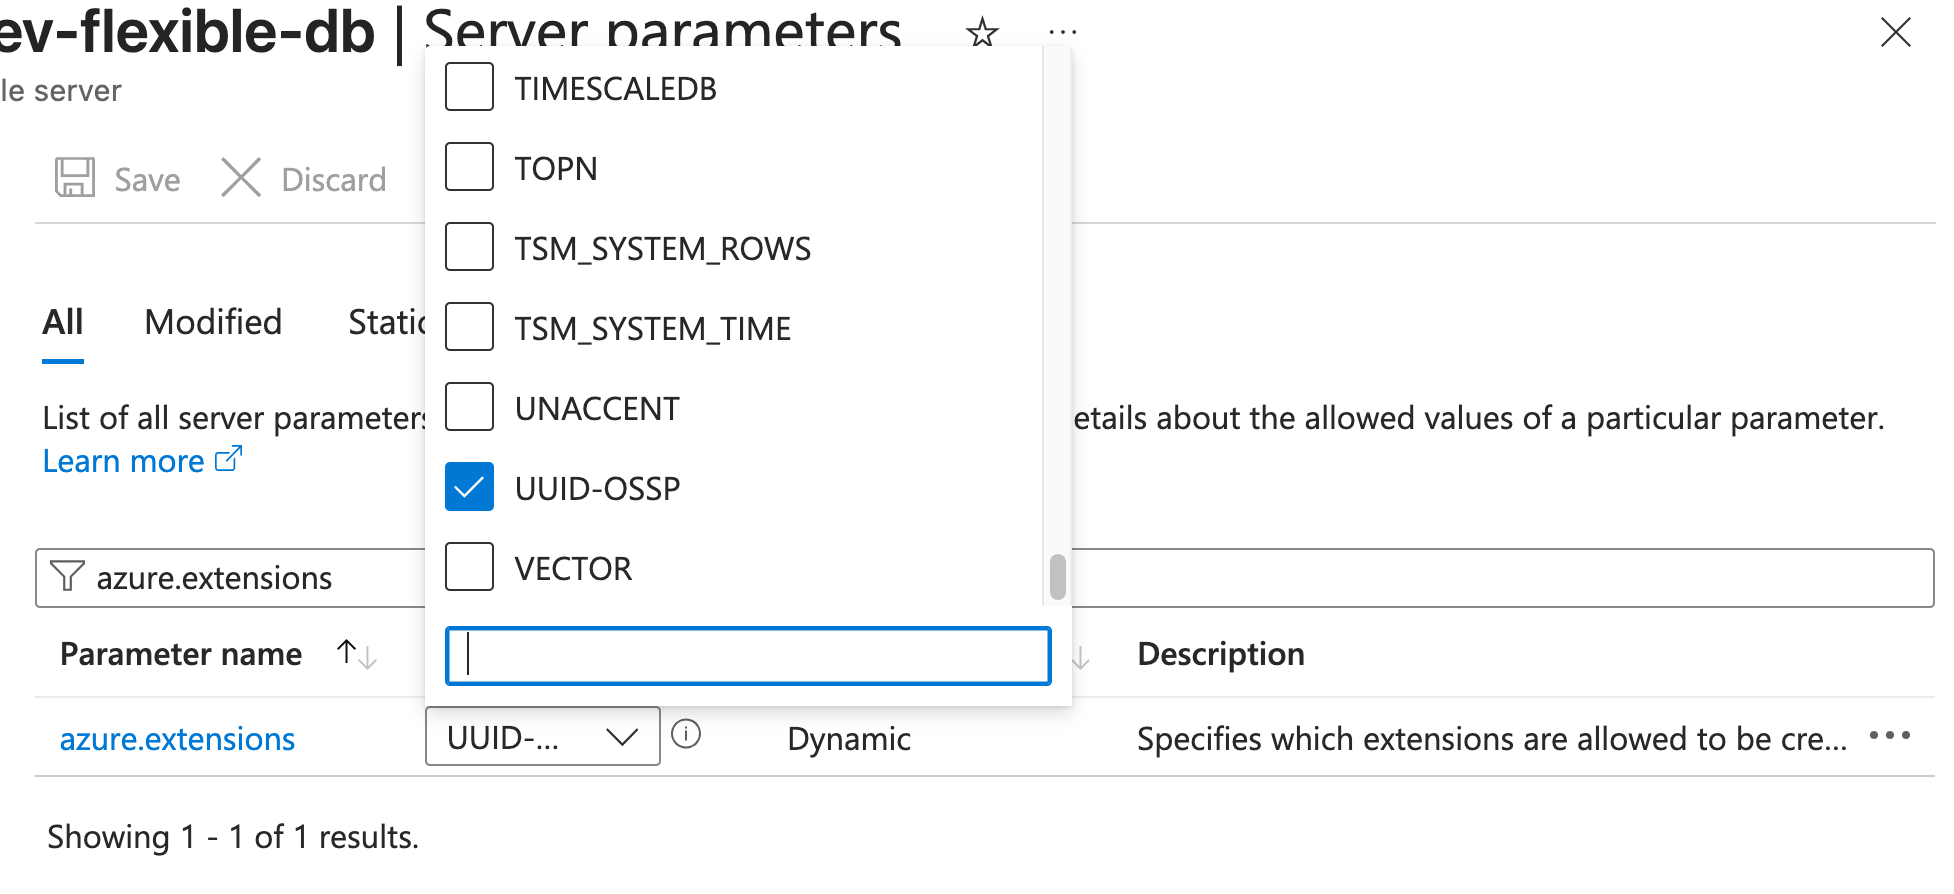 ev-flexible-db | Server parameters
le server
Save
Discard
All
Modified
Static
List of all server parameters
etails about the allowed values of a particular parameter.
Learn more
TIMESCALEDB
TOPN
TSM_SYSTEM_ROWS
TSM_SYSTEM_TIME
UNACCENT
UUID-OSSP
VECTOR
azure.extensions
Parameter name
Description
azure.extensions
UUID-...
Dynamic
Specifies which extensions are allowed to be cre...
Showing 1 - 1 of 1 results.